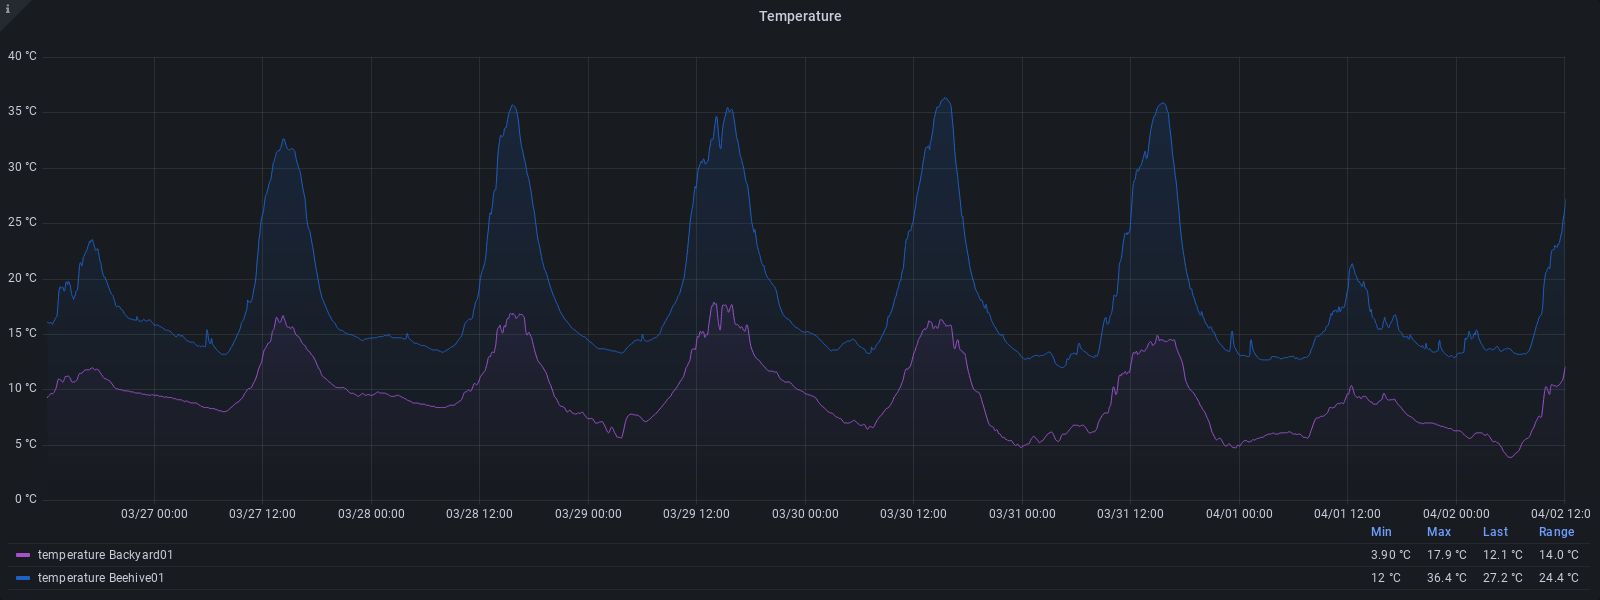 i
Temperature
40 °C
35 °C
30 °C
25 °C
20 °C
15 °C
10 °C
5 °C
0 °C
03/27 00:00 03/27 12:00 03/28 00:00 03/28 12:00 03/29 00:00 03/29 12:00 03/30 00:00 03/30 12:00 03/31 00:00 03/31 12:00 04/01 00:00 04/01 12:00 04/02 00:00 04/02 12:0
Min Max Last Range
temperature Backyard01 3.90 °C 17.9 °C 12.1 °C 14.0 °C
temperature Beehive01 12 °C 36.4 °C 27.2 °C 24.4 °C